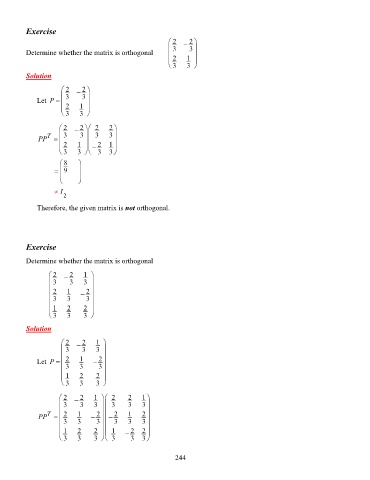 Exercise
Determine whether the matrix is orthogonal \begin{pmatrix} \frac{2}{3} & -\frac{2}{3} \\ \frac{2}{3} & \frac{1}{3} \end{pmatrix}
Solution
Let P = \begin{pmatrix} \frac{2}{3} & -\frac{2}{3} \\ \frac{2}{3} & \frac{1}{3} \end{pmatrix}
PP^T = \begin{pmatrix} \frac{2}{3} & -\frac{2}{3} \\ \frac{2}{3} & \frac{1}{3} \end{pmatrix} \begin{pmatrix} \frac{2}{3} & \frac{2}{3} \\ -\frac{2}{3} & \frac{1}{3} \end{pmatrix}
= \begin{pmatrix} \frac{8}{9} & \\ & \end{pmatrix}
≠ I_2
Therefore, the given matrix is not orthogonal.
Exercise
Determine whether the matrix is orthogonal
\begin{pmatrix} \frac{2}{3} & -\frac{2}{3} & \frac{1}{3} \\ \frac{2}{3} & \frac{1}{3} & -\frac{2}{3} \\ \frac{1}{3} & \frac{2}{3} & \frac{2}{3} \end{pmatrix}
Solution
Let P = \begin{pmatrix} \frac{2}{3} & -\frac{2}{3} & \frac{1}{3} \\ \frac{2}{3} & \frac{1}{3} & -\frac{2}{3} \\ \frac{1}{3} & \frac{2}{3} & \frac{2}{3} \end{pmatrix}
PP^T = \begin{pmatrix} \frac{2}{3} & -\frac{2}{3} & \frac{1}{3} \\ \frac{2}{3} & \frac{1}{3} & -\frac{2}{3} \\ \frac{1}{3} & \frac{2}{3} & \frac{2}{3} \end{pmatrix} \begin{pmatrix} \frac{2}{3} & \frac{2}{3} & \frac{1}{3} \\ -\frac{2}{3} & \frac{1}{3} & \frac{2}{3} \\ \frac{1}{3} & -\frac{2}{3} & \frac{2}{3} \end{pmatrix}
244